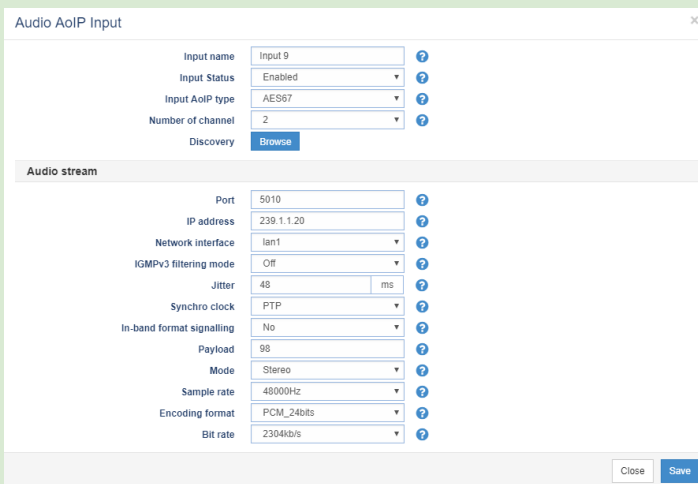 Audio AoIP Input ×
Input name Input 9 ?
Input Status Enabled ?
Input AoIP type AES67 ?
Number of channel 2 ?
Discovery Browse
Audio stream
Port 5010 ?
IP address 239.1.1.20 ?
Network interface lan1 ?
IGMPv3 filtering mode Off ?
Jitter 48 ms ?
Synchro clock PTP ?
In-band format signalling No ?
Payload 98 ?
Mode Stereo ?
Sample rate 48000Hz ?
Encoding format PCM_24bits ?
Bit rate 2304kb/s ?
Close Save